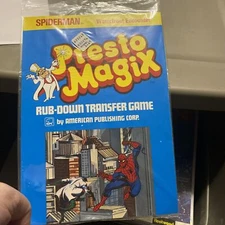 SPIDERMAN
Presto
Magix
RUB-DOWN TRANSFER GAME
by AMERICAN PUBLISHING CORP.